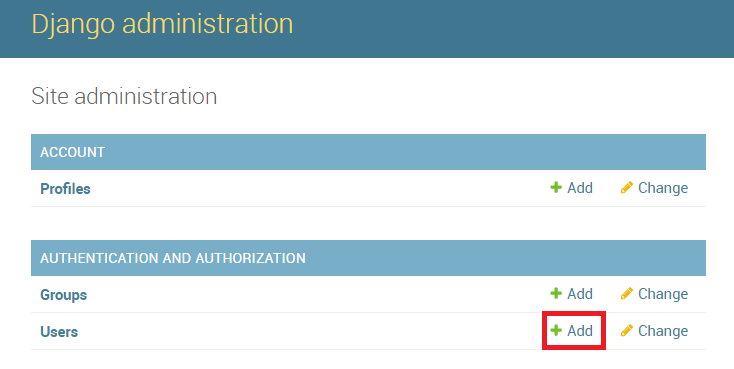 Django administration
Site administration
ACCOUNT
Profiles Add Change
AUTHENTICATION AND AUTHORIZATION
Groups Add Change
Users Add Change